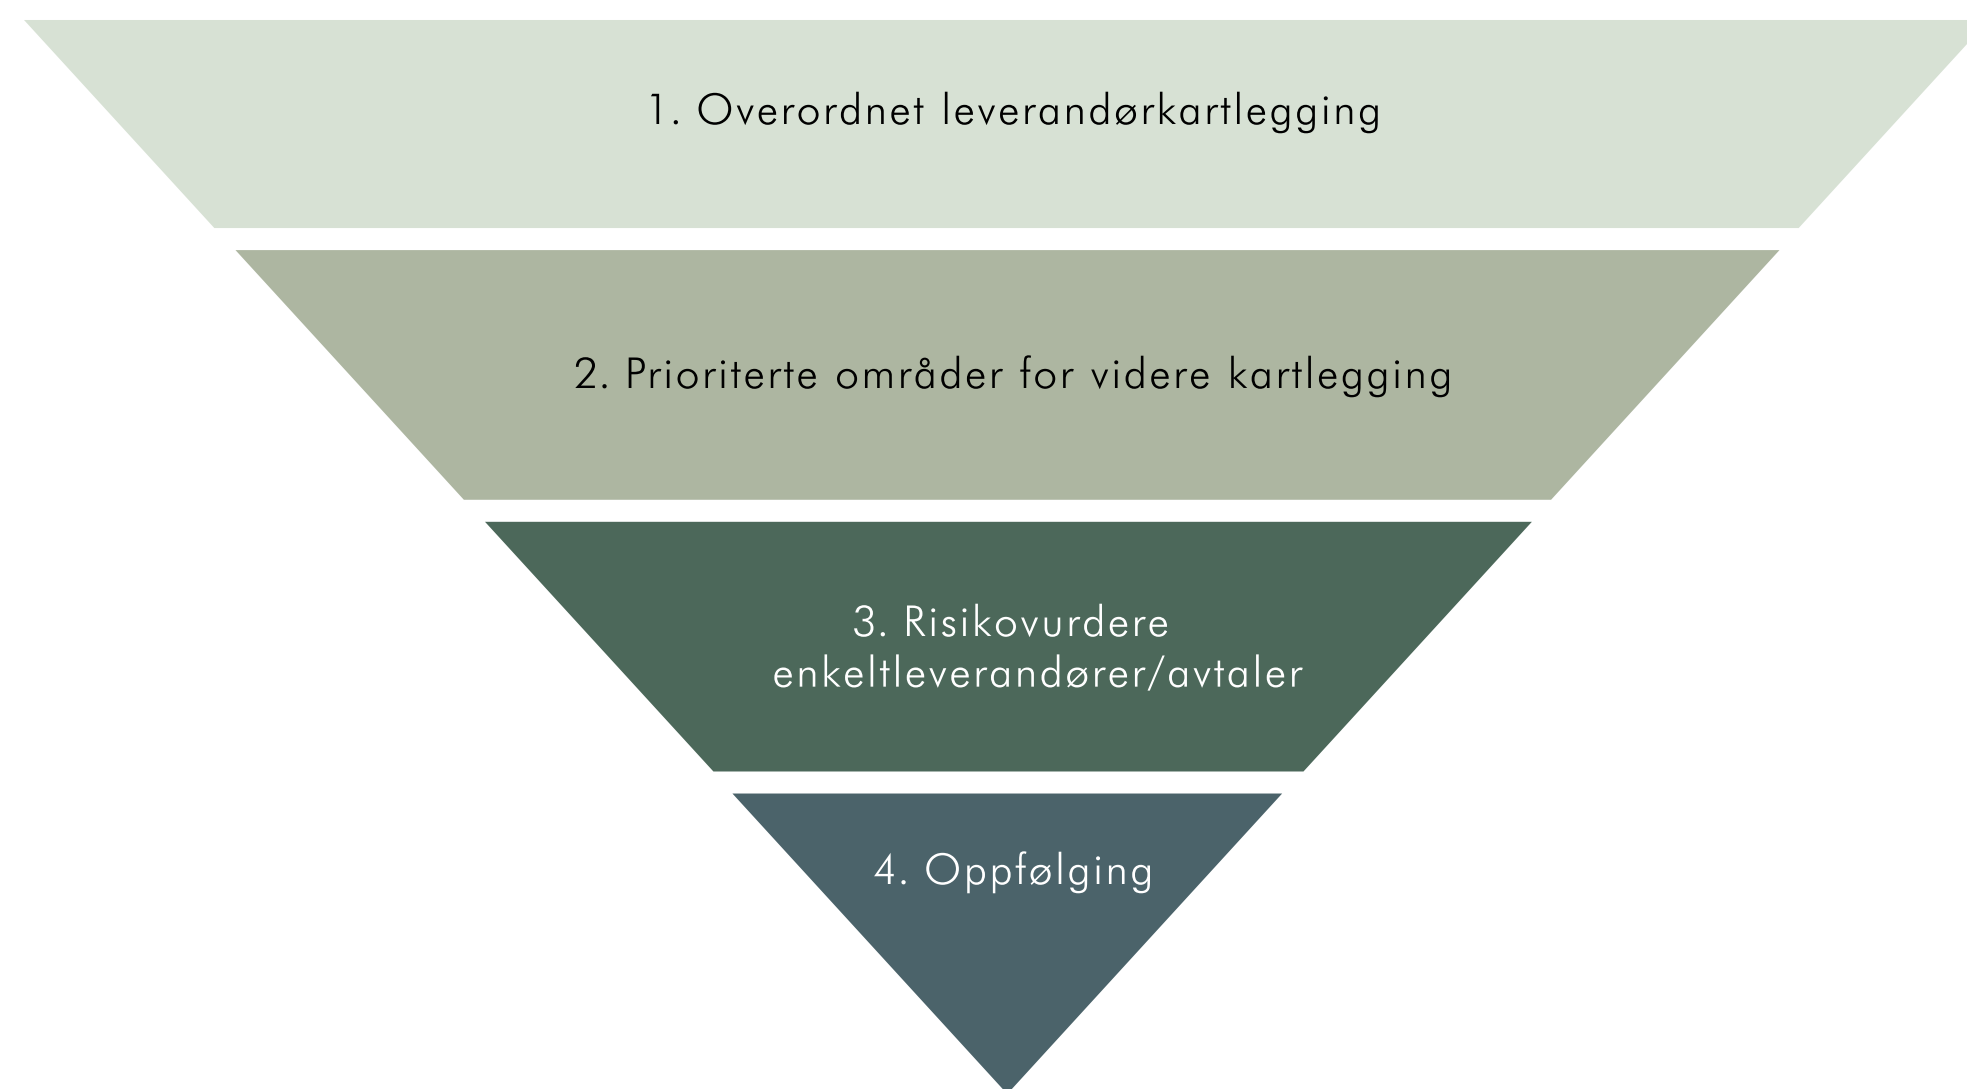 1. Overordnet leverandørkartlegging
2. Prioriterte områder for videre kartlegging
3. Risikovurdere
enkeltleverandører/avtaler
4. Oppfølging